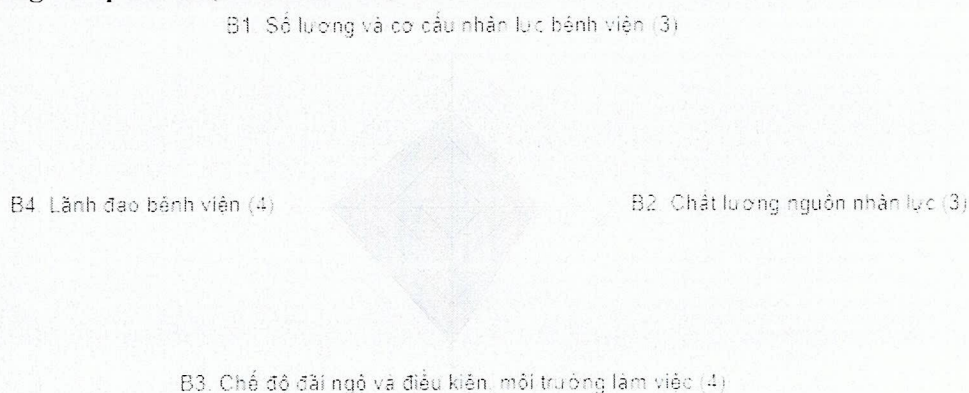 B1. Số lượng và cơ cấu nhân lực bệnh viện (3)
B4. Lãnh đạo bệnh viện (4)
B2. Chất lượng nguồn nhân lực (3)
B3. Chế độ đãi ngộ và điều kiện, môi trường làm việc (4)